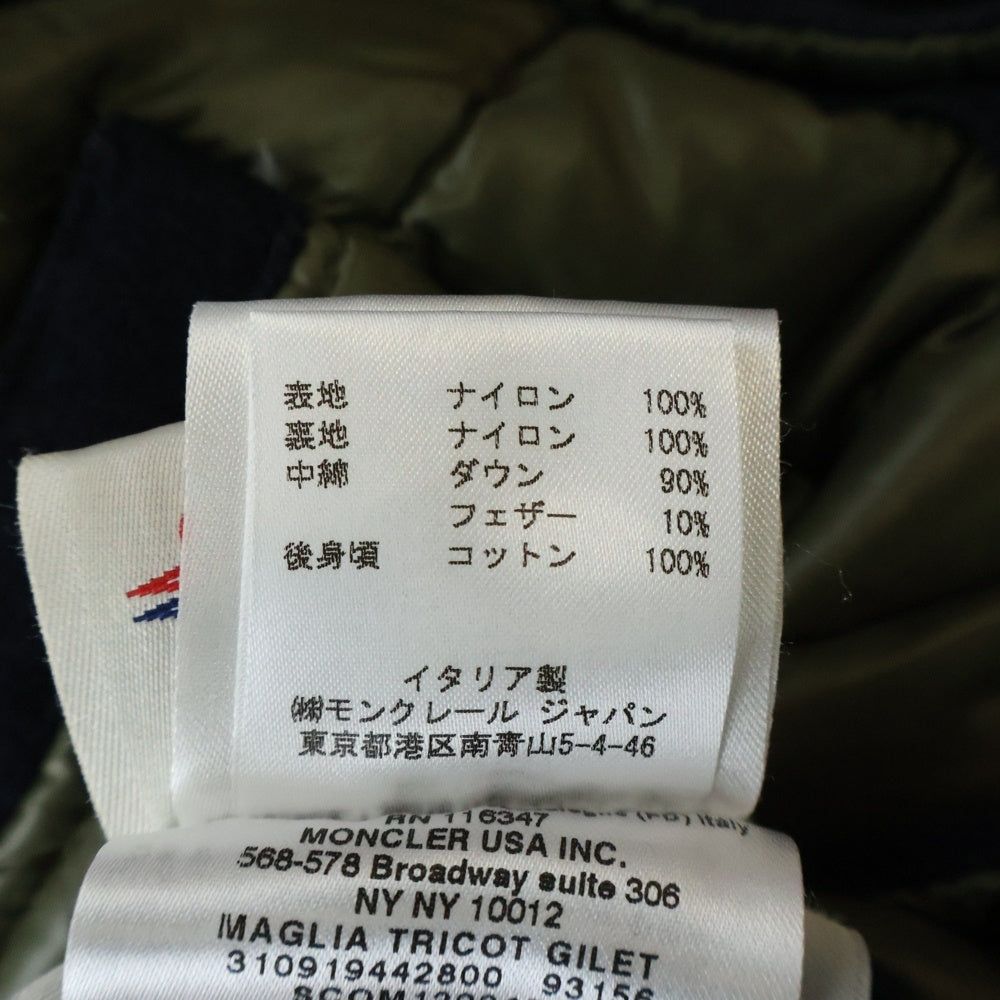 表地 ナイロン 100%
裏地 ナイロン 100%
中綿 ダウン 90%
フェザー 10%
後身頃 コットン 100%
イタリア製
㈱モンクレール ジャパン
東京都港区南青山5-4-46
(PD) Italy
RN 116347
MONCLER USA INC.
568-578 Broadway suite 306
NY NY 10012
MAGLIA TRICOT GILET
310919442800 93156